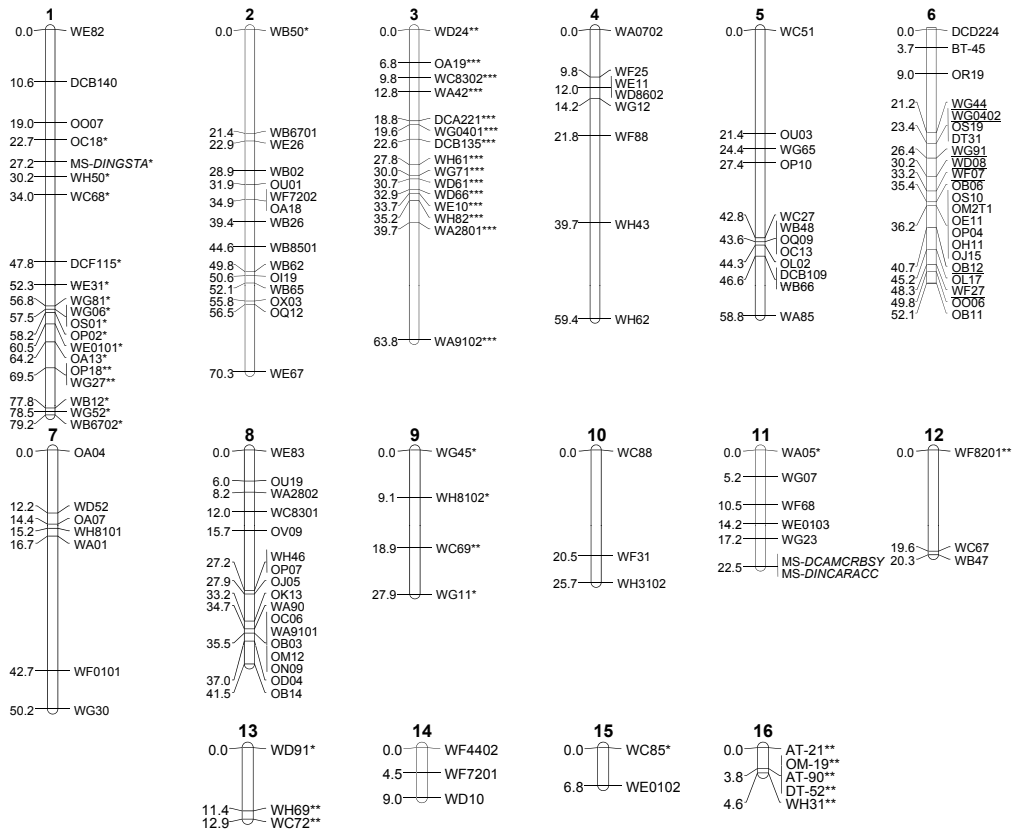 1
0.0 WE82
10.6 DCB140
19.0 OO07
22.7 OC18*
27.2 MS-DINGSTA*
30.2 WH50*
34.0 WC68*
47.8 DCF115*
52.3 WE31*
56.8 WG81*
WG06*
57.5 OS01*
58.2 OP02*
60.5 WE0101*
64.2 OA13*
69.5 OP18**
WG27**
77.8 WB12*
78.5 WG52*
79.2 WB6702*
2
0.0 WB50*
21.4 WB6701
22.9 WE26
28.9 WB02
31.9 OU01
34.9 WF7202
OA18
39.4 WB26
44.6 WB8501
49.8 WB62
50.6 OI19
52.1 WB65
55.8 OX03
56.5 OQ12
70.3 WE67
3
0.0 WD24**
6.8 OA19***
9.8 WC8302***
12.8 WA42***
18.8 DCA221***
19.6 WG0401***
22.6 DCB135***
27.8 WH61***
30.0 WG71***
30.7 WD61***
32.9 WD66***
33.7 WE10***
35.2 WH82***
39.7 WA2801***
63.8 WA9102***
4
0.0 WA0702
9.8 WF25
12.0 WE11
WD8602
14.2 WG12
21.8 WF88
39.7 WH43
59.4 WH62
5
0.0 WC51
21.4 OU03
24.4 WG65
27.4 OP10
42.8 WC27
WB48
43.6 OQ09
OC13
44.3 OL02
46.6 DCB109
WB66
58.8 WA85
6
0.0 DCD224
3.7 BT-45
9.0 OR19
21.2 WG44
WG0402
23.4 OS19
DT31
26.4 WG91
30.2 WD08
33.2 WF07
35.4 OB06
OS10
OM2T1
36.2 OE11
OP04
OH11
OJ15
40.7 OB12
45.2 OL17
48.3 WF27
49.8 OO06
52.1 OB11
7
0.0 OA04
12.2 WD52
14.4 OA07
15.2 WH8101
16.7 WA01
42.7 WF0101
50.2 WG30
8
0.0 WE83
6.0 OU19
8.2 WA2802
12.0 WC8301
15.7 OV09
27.2 WH46
OP07
27.9 OJ05
33.2 OK13
34.7 WA90
OC06
WA9101
35.5 OB03
OM12
ON09
37.0 OD04
41.5 OB14
9
0.0 WG45*
9.1 WH8102*
18.9 WC69**
27.9 WG11*
10
0.0 WC88
20.5 WF31
25.7 WH3102
11
0.0 WA05*
5.2 WG07
10.5 WF68
14.2 WE0103
17.2 WG23
22.5 MS-DCAMCRBSY
MS-DINCARACC
12
0.0 WF8201**
19.6 WC67
20.3 WB47
13
0.0 WD91*
11.4 WH69**
12.9 WC72**
14
0.0 WF4402
4.5 WF7201
9.0 WD10
15
0.0 WC85*
6.8 WE0102
16
0.0 AT-21**
OM-19**
3.8 AT-90**
DT-52**
4.6 WH31**